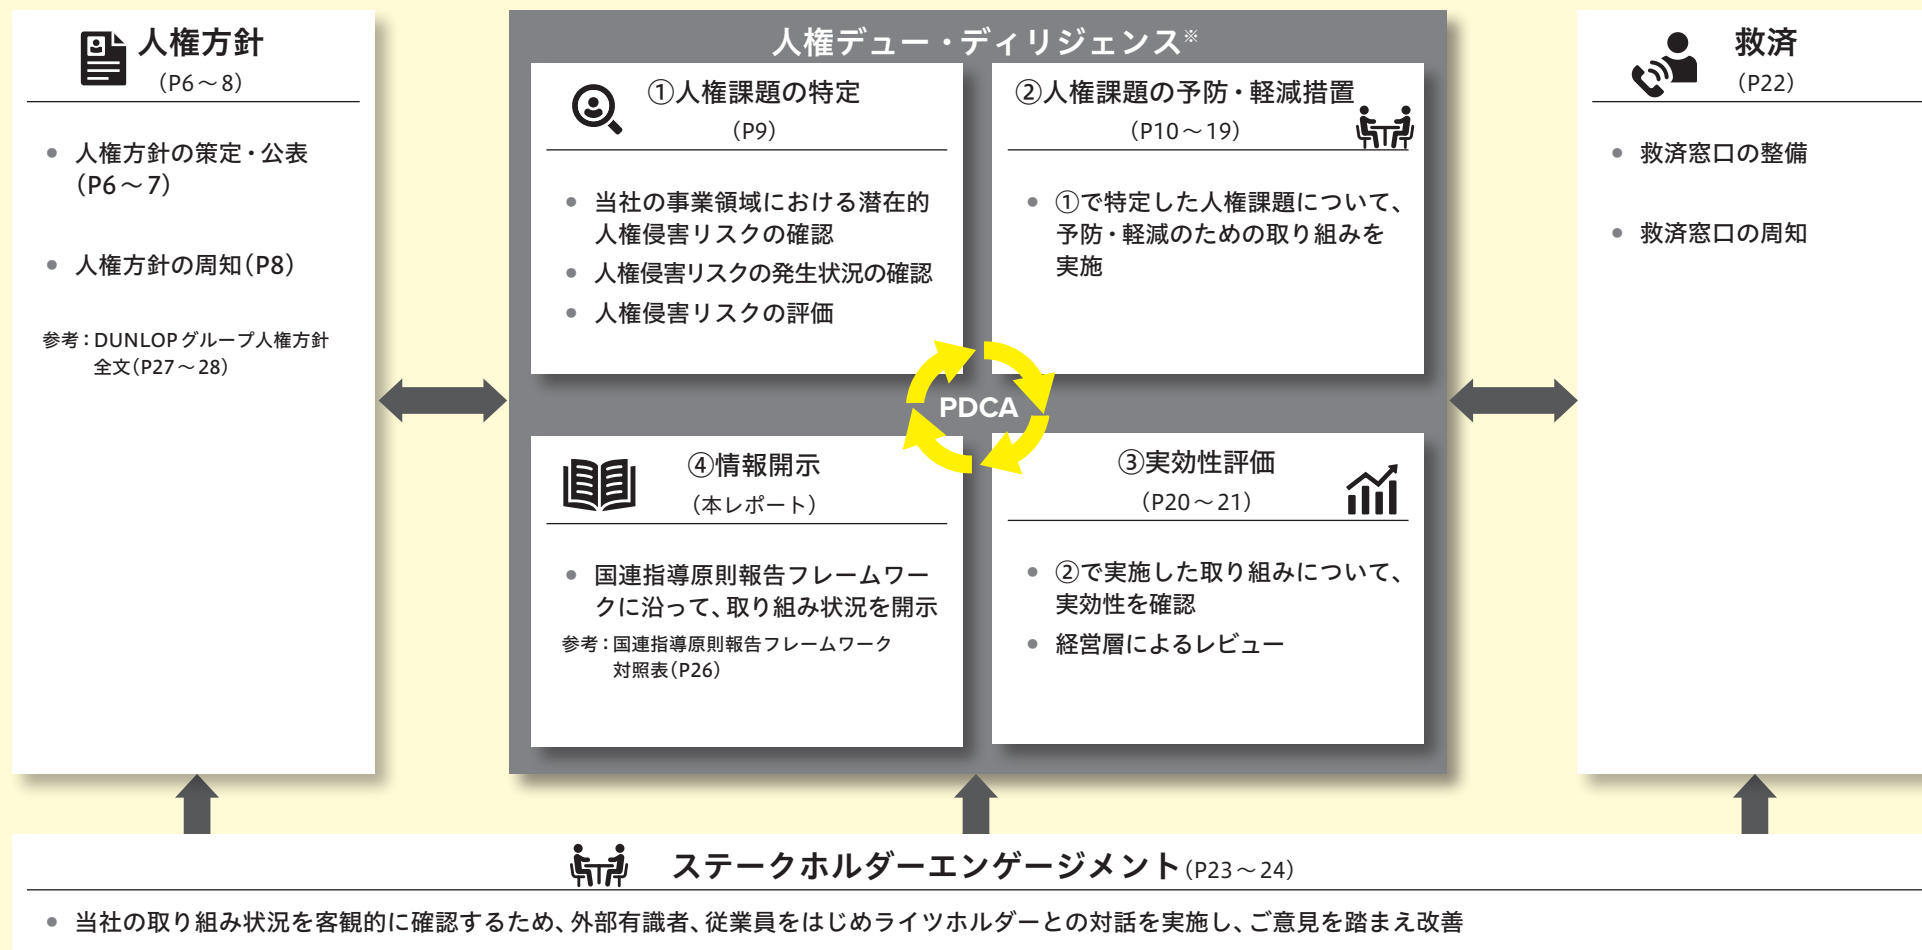 人権方針
（P6～8）
● 人権方針の策定・公表
（P6～7）
● 人権方針の周知（P8）
参考：DUNLOPグループ人権方針
全文（P27～28）
人権デュー・ディリジェンス※
①人権課題の特定
（P9）
● 当社の事業領域における潜在的
人権侵害リスクの確認
● 人権侵害リスクの発生状況の確認
● 人権侵害リスクの評価
②人権課題の予防・軽減措置
（P10～19）
● ①で特定した人権課題について、
予防・軽減のための取り組みを
実施
PDCA
③実効性評価
（P20～21）
● ②で実施した取り組みについて、
実効性を確認
● 経営層によるレビュー
④情報開示
（本レポート）
● 国連指導原則報告フレームワー
クに沿って、取り組み状況を開示
参考：国連指導原則報告フレームワーク
対照表（P26）
救済
（P22）
● 救済窓口の整備
● 救済窓口の周知
ステークホルダーエンゲージメント（P23～24）
● 当社の取り組み状況を客観的に確認するため、外部有識者、従業員をはじめライツホルダーとの対話を実施し、ご意見を踏まえ改善